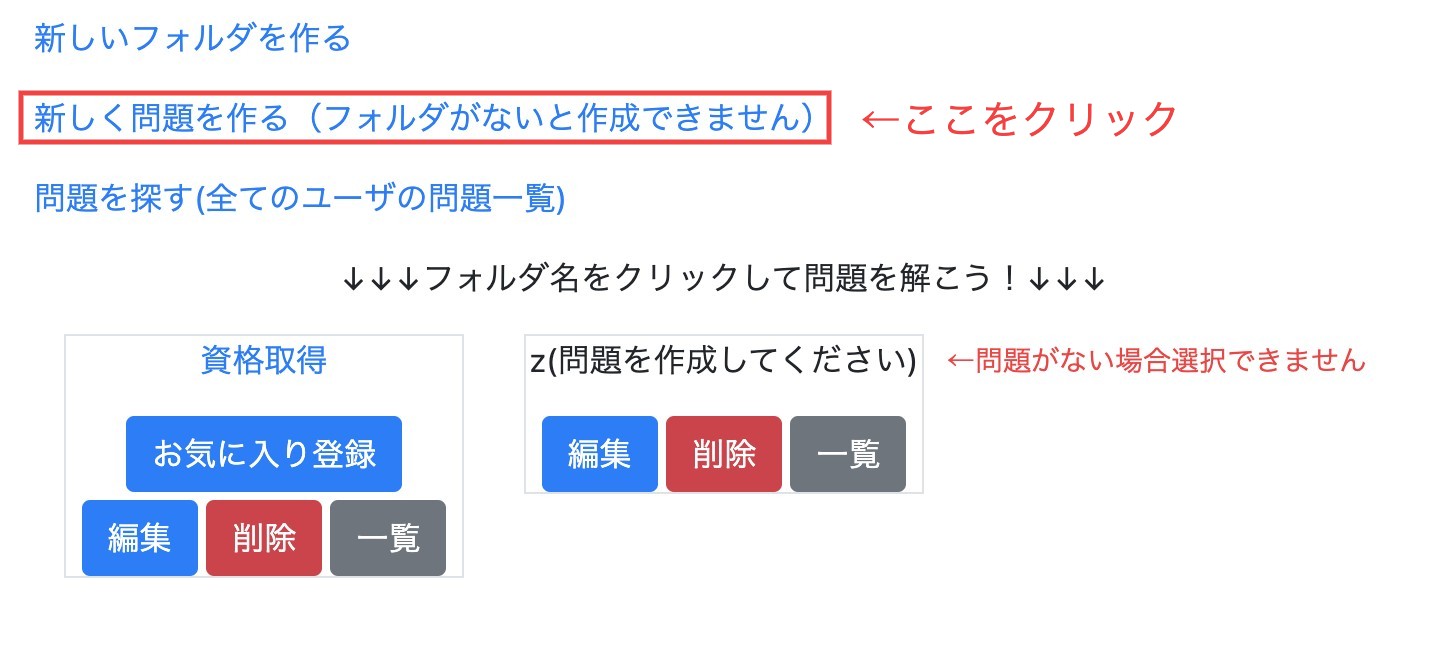 新しいフォルダを作る
新しく問題を作る（フォルダがないと作成できません） ←ここをクリック
問題を探す(全てのユーザの問題一覧)
↓↓↓フォルダ名をクリックして問題を解こう！↓↓↓
資格取得
お気に入り登録
編集 削除 一覧
z(問題を作成してください) ←問題がない場合選択できません
編集 削除 一覧